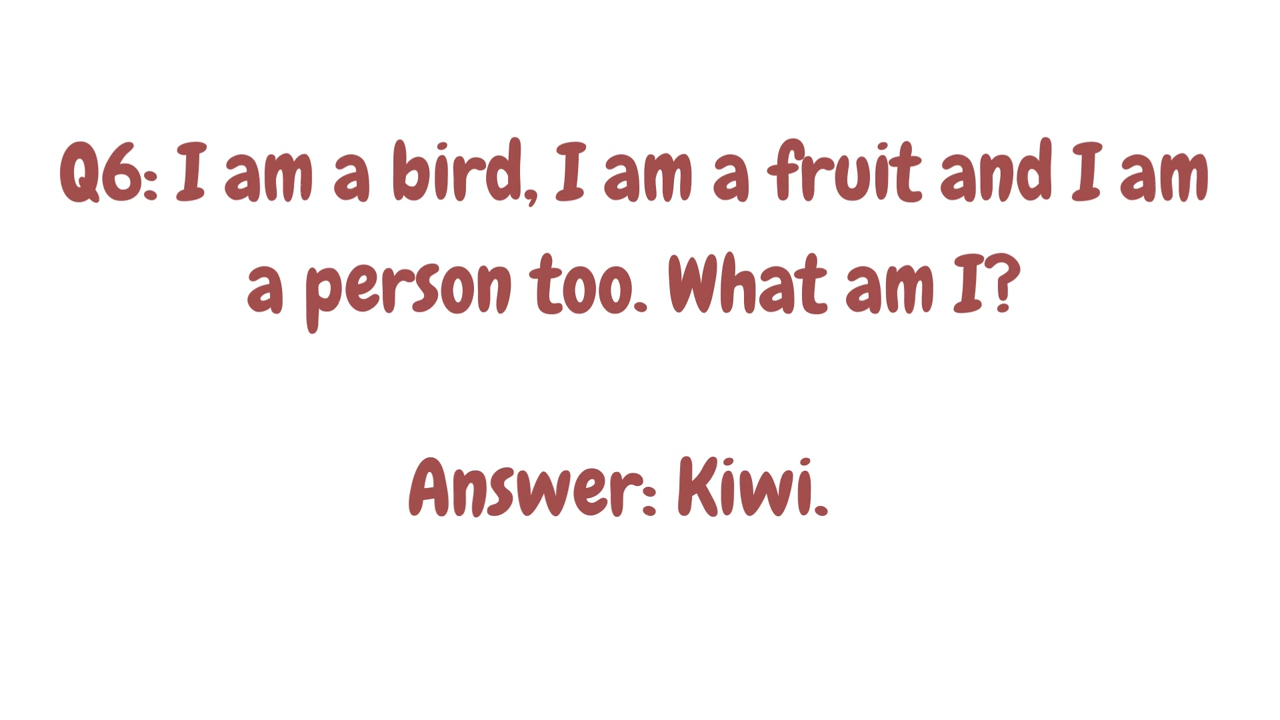 Q6: I am a bird, I am a fruit and I am
a person too. What am I?
Answer: Kiwi.